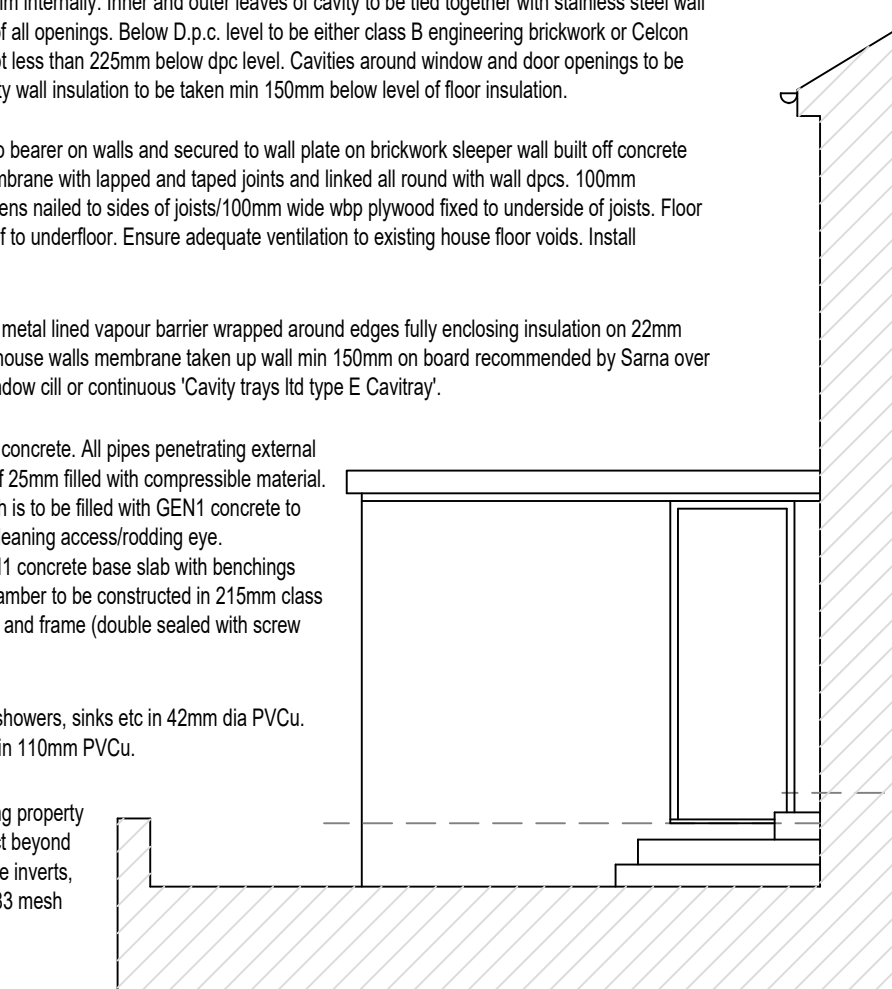 internally. Inner and outer leaves of cavity to be tied together with stainless steel wall
of all openings. Below D.p.c. level to be either class B engineering brickwork or Celcon
less than 225mm below dpc level. Cavities around window and door openings to be
wall insulation to be taken min 150mm below level of floor insulation.
bearer on walls and secured to wall plate on brickwork sleeper wall built off concrete
with lapped and taped joints and linked all round with wall dpcs. 100mm
nailed to sides of joists/100mm wide wbp plywood fixed to underside of joists. Floor
to underfloor. Ensure adequate ventilation to existing house floor voids. Install
metal lined vapour barrier wrapped around edges fully enclosing insulation on 22mm
house walls membrane taken up wall min 150mm on board recommended by Sarna over
cill or continuous 'Cavity trays ltd type E Cavitray'.
concrete. All pipes penetrating external
25mm filled with compressible material.
is to be filled with GEN1 concrete to
access/rodding eye.
concrete base slab with benchings
to be constructed in 215mm class
and frame (double sealed with screw
showers, sinks etc in 42mm dia PVCu.
in 110mm PVCu.
property
beyond
inverts,
mesh